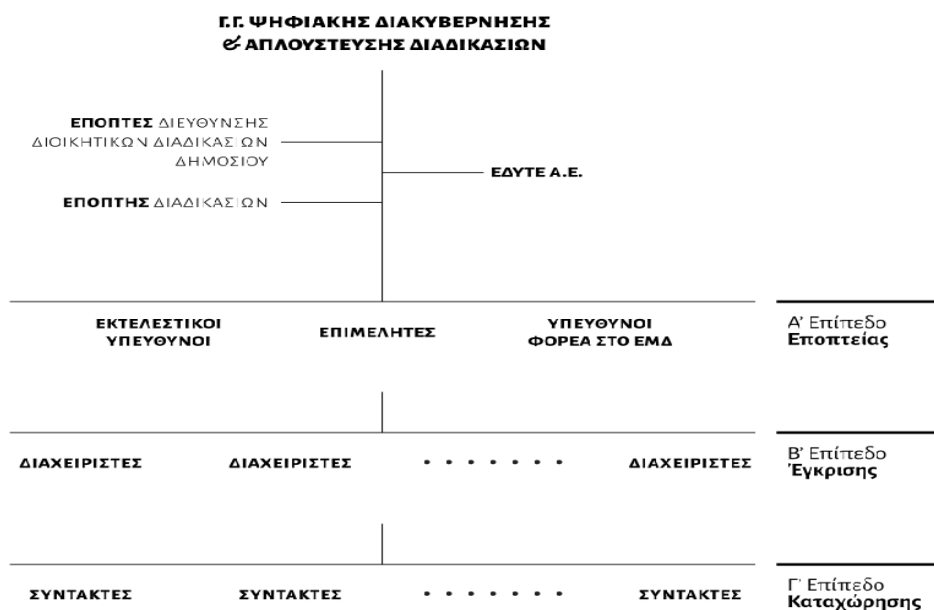 Γ.Γ. ΨΗΦΙΑΚΗΣ ΔΙΑΚΥΒΕΡΝΗΣΗΣ
& ΑΠΛΟΥΣΤΕΥΣΗΣ ΔΙΑΔΙΚΑΣΙΩΝ
ΕΠΟΠΤΕΣ ΔΙΕΥΘΥΝΣΗΣ
ΔΙΟΙΚΗΤΙΚΩΝ ΔΙΑΔΙΚΑΣΙΩΝ
ΔΗΜΟΣΙΟΥ
ΕΔΥΤΕ Α.Ε.
ΕΠΟΠΤΗΣ ΔΙΑΔΙΚΑΣΙΩΝ
ΕΚΤΕΛΕΣΤΙΚΟΙ
ΥΠΕΥΘΥΝΟΙ
ΕΠΙΜΕΛΗΤΕΣ
ΥΠΕΥΘΥΝΟΙ
ΦΟΡΕΑ ΣΤΟ ΕΜΔ
Α' Επίπεδο
Εποπτείας
ΔΙΑΧΕΙΡΙΣΤΕΣ ΔΙΑΧΕΙΡΙΣΤΕΣ • • • • • • • ΔΙΑΧΕΙΡΙΣΤΕΣ
Β' Επίπεδο
Έγκρισης
ΣΥΝΤΑΚΤΕΣ ΣΥΝΤΑΚΤΕΣ • • • • • • • ΣΥΝΤΑΚΤΕΣ
Γ' Επίπεδο
Καταχώρησης